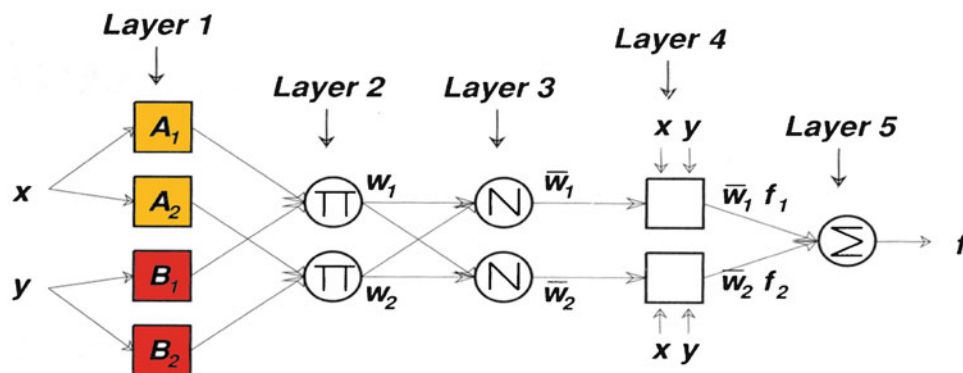 Layer 1
Layer 2
Layer 3
Layer 4
Layer 5
x
y
A₁
A₂
B₁
B₂
Π
w₁
Π
w₂
N
w̅₁
N
w̅₂
x y
w̅₁ f₁
w̅₂ f₂
x y
Σ
f